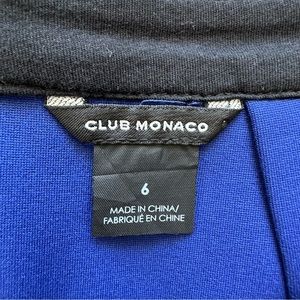 CLUB MONACO
6
MADE IN CHINA/
FABRIQUÉ EN CHINE